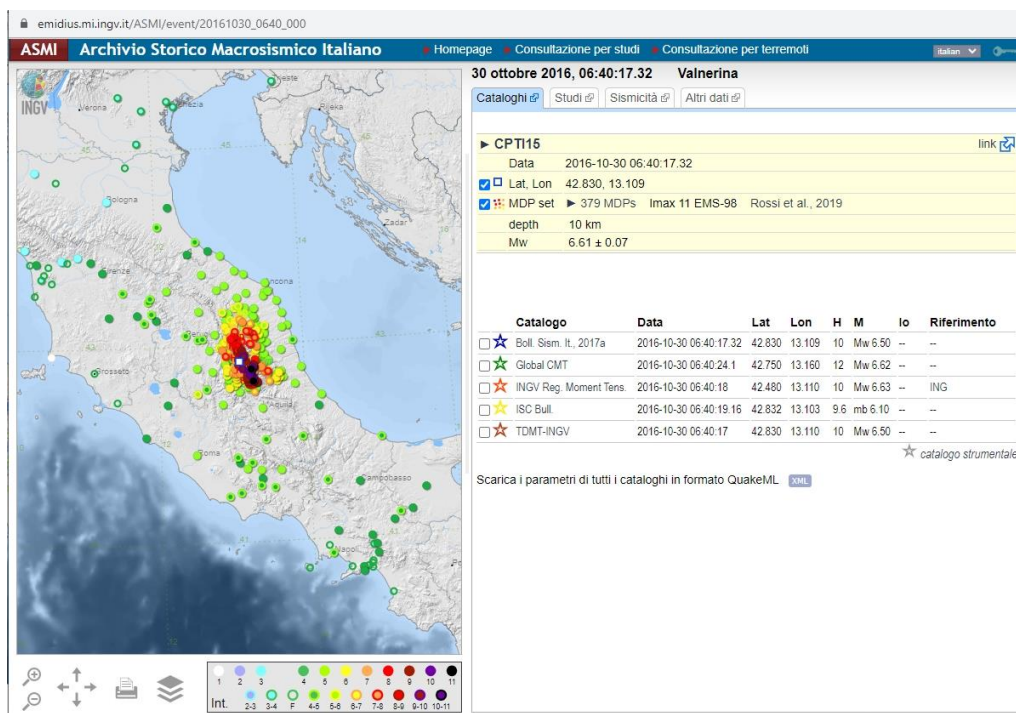 emidius.mi.ingv.it/ASMI/event/20161030_0640_000
ASMI Archivio Storico Macrosismico Italiano Homepage Consultazione per studi Consultazione per terremoti italian
30 ottobre 2016, 06:40:17.32 Valnerina
Cataloghi Studi Sismicità Altri dati
► CPTI15 link
Data 2016-10-30 06:40:17.32
Lat, Lon 42.830, 13.109
MDP set ► 379 MDPs Imax 11 EMS-98 Rossi et al., 2019
depth 10 km
Mw 6.61 ± 0.07
Catalogo Data Lat Lon H M Io Riferimento
Boll. Sism. It., 2017a 2016-10-30 06:40:17.32 42.830 13.109 10 Mw 6.50 -- --
Global CMT 2016-10-30 06:40:24.1 42.750 13.160 12 Mw 6.62 -- --
INGV Reg. Moment Tens. 2016-10-30 06:40:18 42.480 13.110 10 Mw 6.63 -- ING
ISC Bull. 2016-10-30 06:40:19.16 42.832 13.103 9.6 mb 6.10 -- --
TDMT-INGV 2016-10-30 06:40:17 42.830 13.110 10 Mw 6.50 -- --
catalogo strumentale
Scarica i parametri di tutti i cataloghi in formato QuakeML XML
INGV
Trieste
Verona
Venezia
Rijeka
45
45
Bologna
Zadar
Firenze
Ancona
Grosseto
Aquila
Roma
Campobasso
41
Napoli
1 2 3 4 5 6 7 8 9 10 11
Int. 2-3 3-4 F 4-5 5-6 6-7 7-8 8-9 9-10 10-11